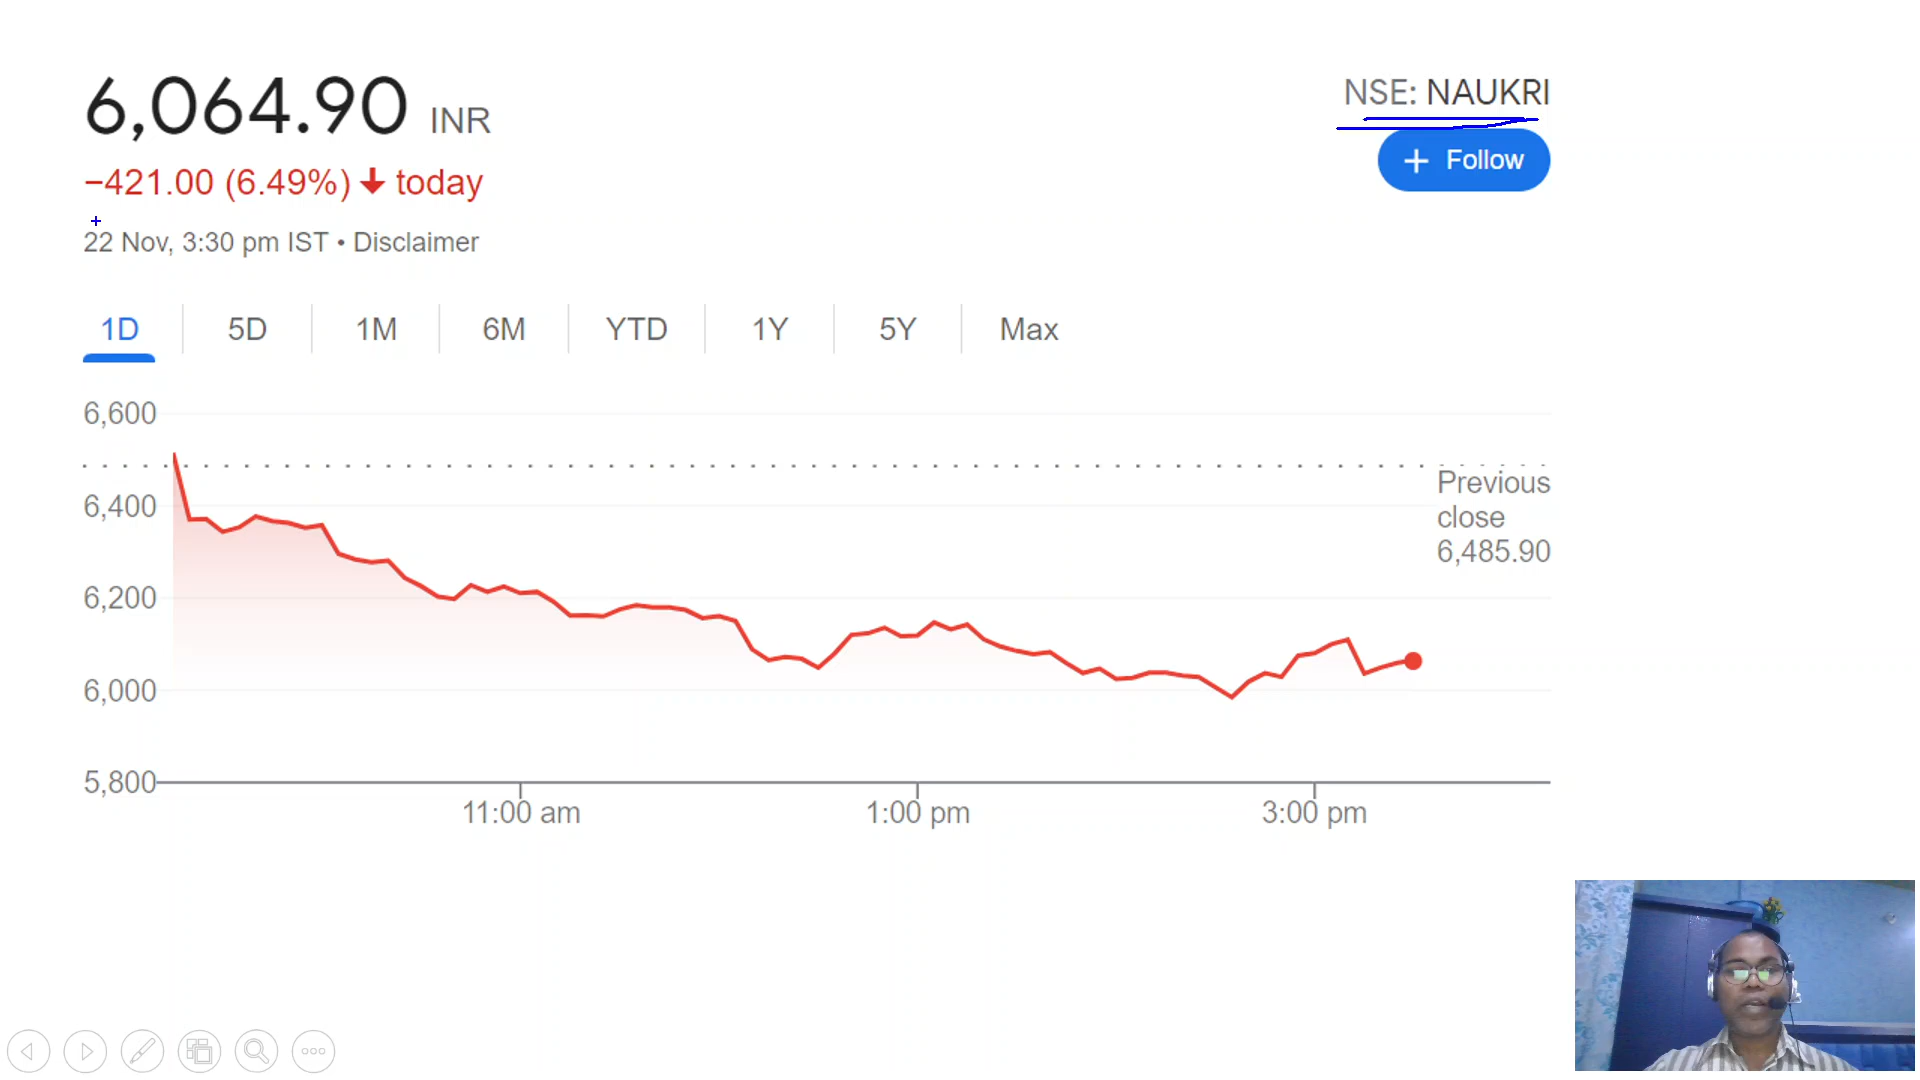 6,064.90 INR
NSE: NAUKRI
−421.00 (6.49%) ↓ today
+ Follow
22 Nov, 3:30 pm IST • Disclaimer
1D 5D 1M 6M YTD 1Y 5Y Max
6,600
Previous
6,400
close
6,485.90
6,200
6,000
5,800
11:00 am 1:00 pm 3:00 pm